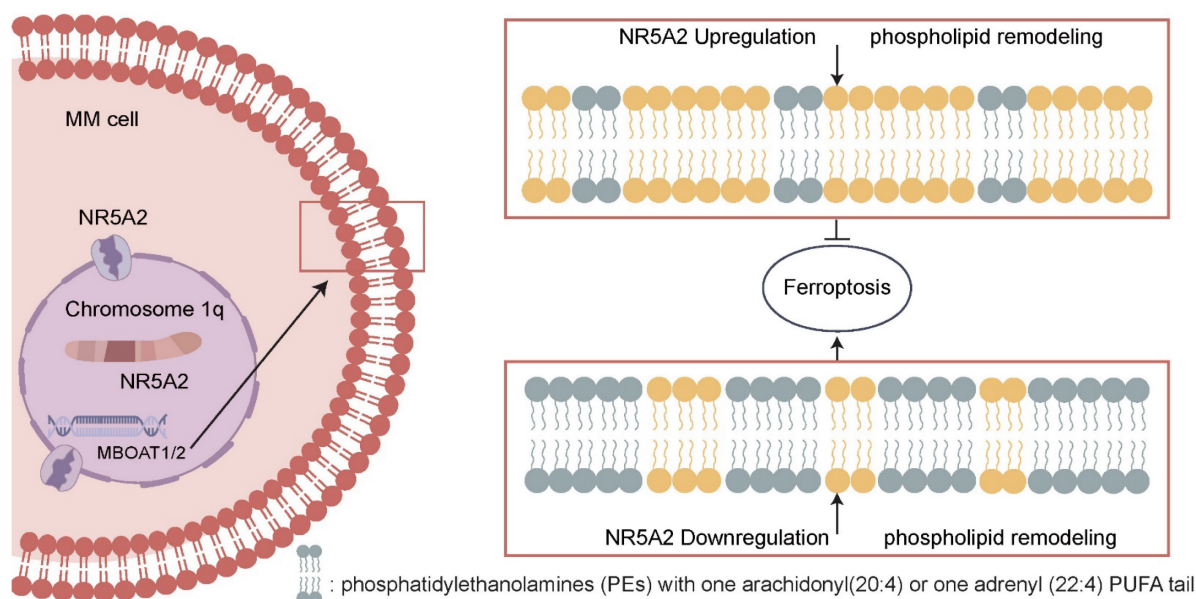 MM cell
NR5A2
Chromosome 1q
NR5A2
MBOAT1/2
NR5A2 Upregulation phospholipid remodeling
Ferroptosis
NR5A2 Downregulation phospholipid remodeling
: phosphatidylethanolamines (PEs) with one arachidonyl(20:4) or one adrenyl (22:4) PUFA tail